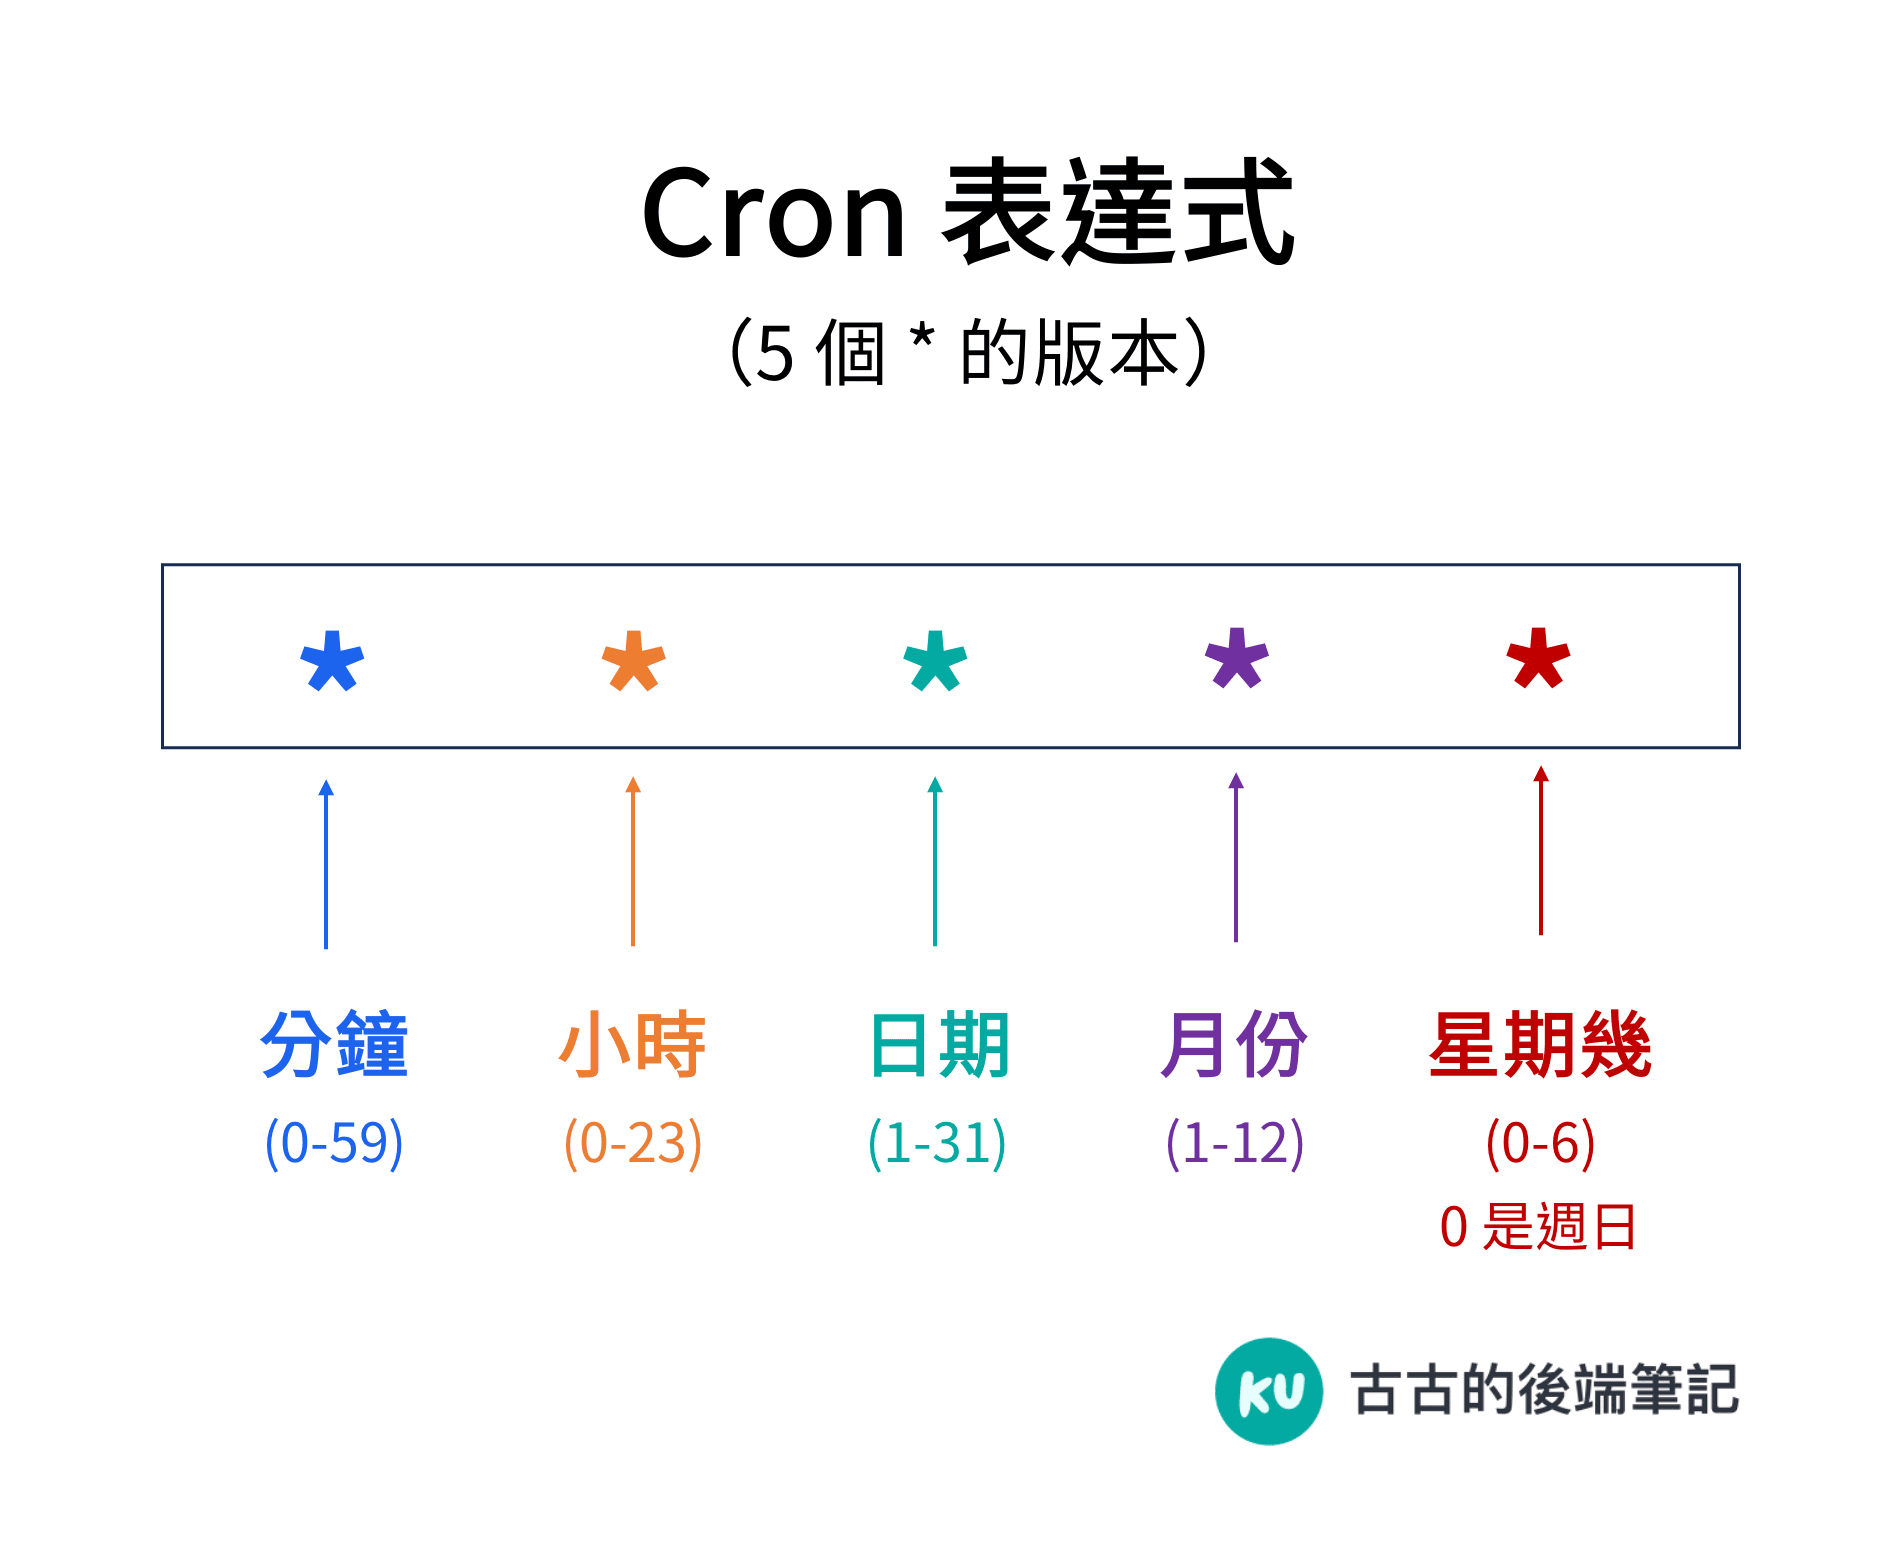 Cron 表達式
（5 個 * 的版本）
* * * * *
分鐘 小時 日期 月份 星期幾
(0-59) (0-23) (1-31) (1-12) (0-6)
0 是週日
KU 古古的後端筆記